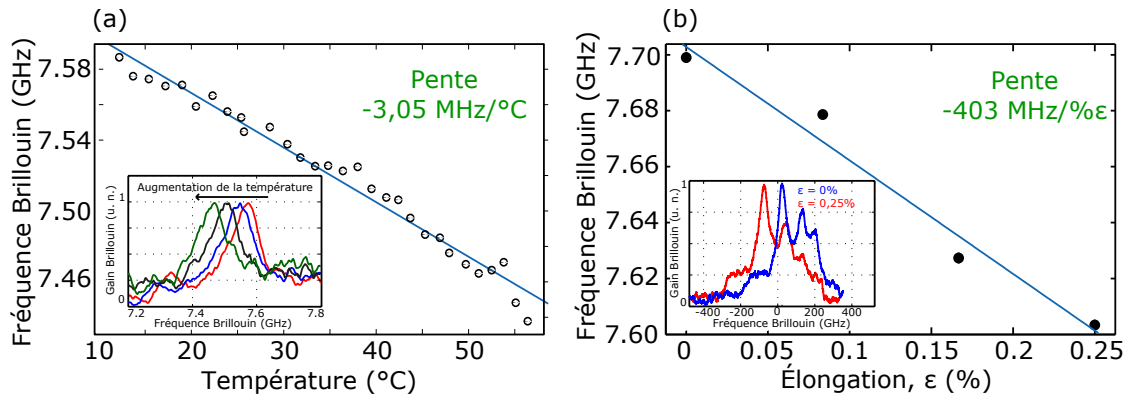 (a)
Fréquence Brillouin (GHz)
7.58
7.54
7.50
7.46
Pente
-3,05 MHz/°C
Augmentation de la température
Gain Brillouin (u. n.)
1
0
7.2
7.4
7.6
7.8
Fréquence Brillouin (GHz)
10
20
30
40
50
Température (°C)
(b)
Fréquence Brillouin (GHz)
7.70
7.68
7.66
7.64
7.62
7.60
Pente
-403 MHz/%ε
ε = 0%
ε = 0,25%
Gain Brillouin (u. n.)
1
0
-400
-200
0
200
400
Fréquence Brillouin (GHz)
0
0.05
0.1
0.15
0.20
0.25
Élongation, ε (%)